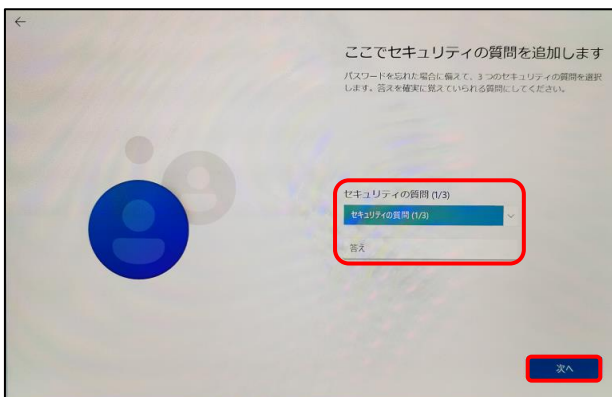 ここでセキュリティの質問を追加します
パスワードを忘れた場合に備えて、3 つのセキュリティの質問を選択
します。答えを確実に覚えていられる質問にしてください。
セキュリティの質問 (1/3)
セキュリティの質問 (1/3)
答え
次へ